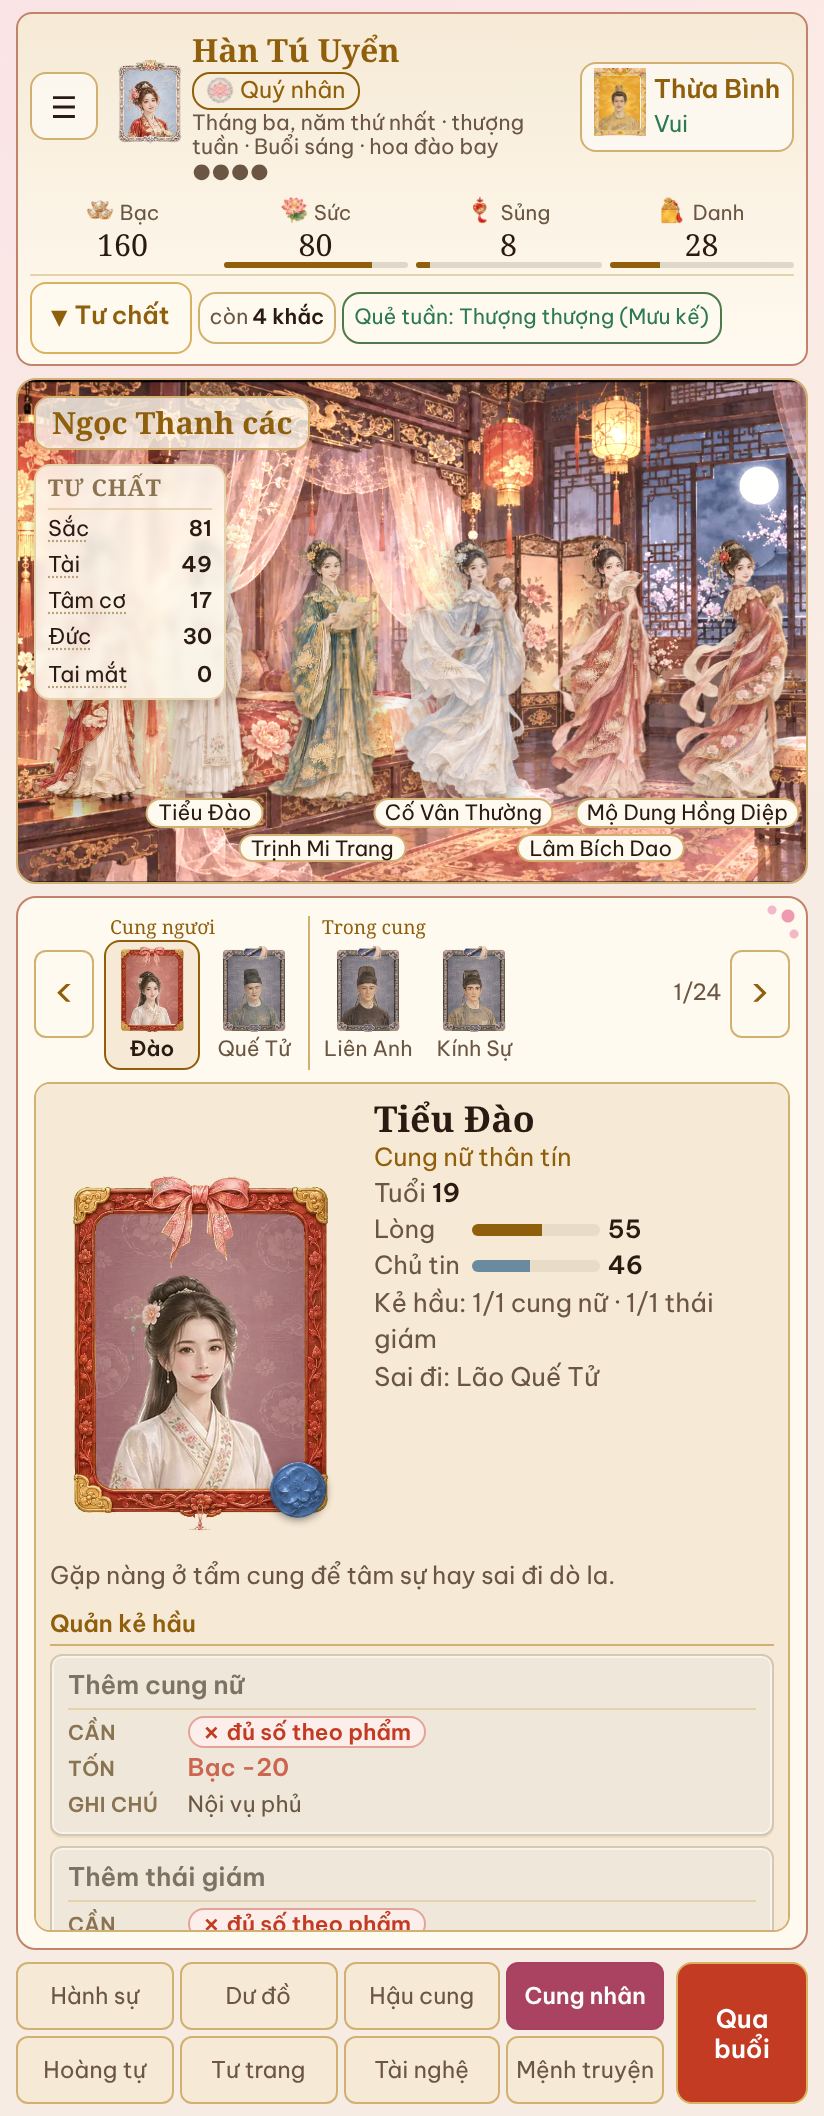 Hàn Tú Uyển
Quý nhân
Tháng ba, năm thứ nhất · thượng
tuần · Buổi sáng · hoa đào bay
Thừa Bình
Vui
Bạc
160
Sức
80
Sủng
8
Danh
28
▼ Tư chất
còn 4 khắc
Quẻ tuần: Thượng thượng (Mưu kế)
Ngọc Thanh các
TƯ CHẤT
Sắc 81
Tài 49
Tâm cơ 17
Đức 30
Tai mắt 0
Tiểu Đào
Cố Vân Thường
Mộ Dung Hồng Diệp
Trịnh Mi Trang
Lâm Bích Dao
Cung ngươi
Trong cung
Đào
Quế Tử
Liên Anh
Kính Sự
1/24
Tiểu Đào
Cung nữ thân tín
Tuổi 19
Lòng 55
Chủ tin 46
Kẻ hầu: 1/1 cung nữ · 1/1 thái
giám
Sai đi: Lão Quế Tử
Gặp nàng ở tẩm cung để tâm sự hay sai đi dò la.
Quản kẻ hầu
Thêm cung nữ
CẦN × đủ số theo phẩm
TỐN Bạc -20
GHI CHÚ Nội vụ phủ
Thêm thái giám
CẦN × đủ số theo phẩm
Hành sự
Dư đồ
Hậu cung
Cung nhân
Qua
buổi
Hoàng tự
Tư trang
Tài nghệ
Mệnh truyện